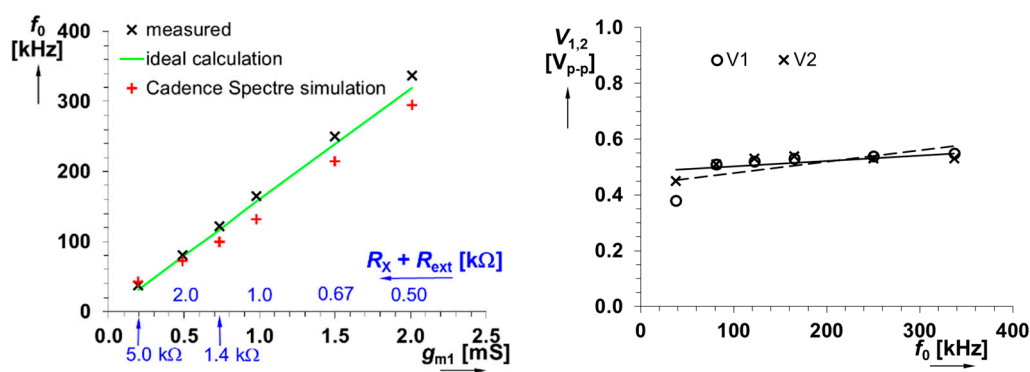 f0
[kHz]
400
300
200
100
0
× measured
ideal calculation
+ Cadence Spectre simulation
RX + Rext [kΩ]
2.0 1.0 0.67 0.50
0.0 0.5 1.0 1.5 2.0 2.5
5.0 kΩ 1.4 kΩ gm1 [mS]
V1,2
[Vp-p]
1.0
0.8
0.6
0.4
0.2
0.0
V1 × V2
0 100 200 300 400
f0 [kHz]